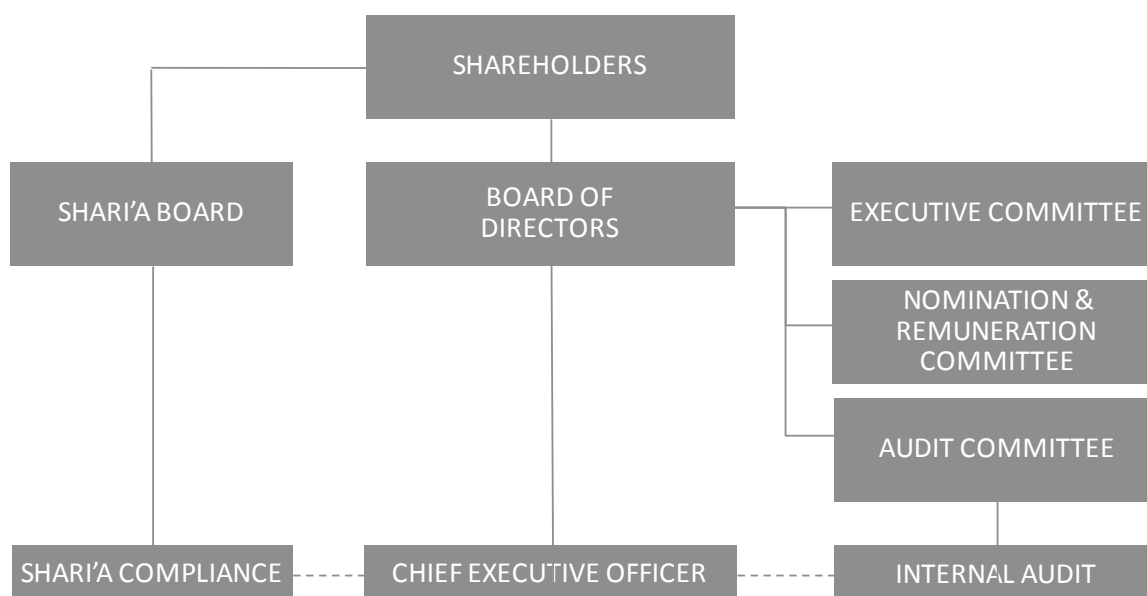 SHAREHOLDERS
SHARI’A BOARD
BOARD OF
DIRECTORS
EXECUTIVE COMMITTEE
NOMINATION &
REMUNERATION
COMMITTEE
AUDIT COMMITTEE
SHARI’A COMPLIANCE
CHIEF EXECUTIVE OFFICER
INTERNAL AUDIT